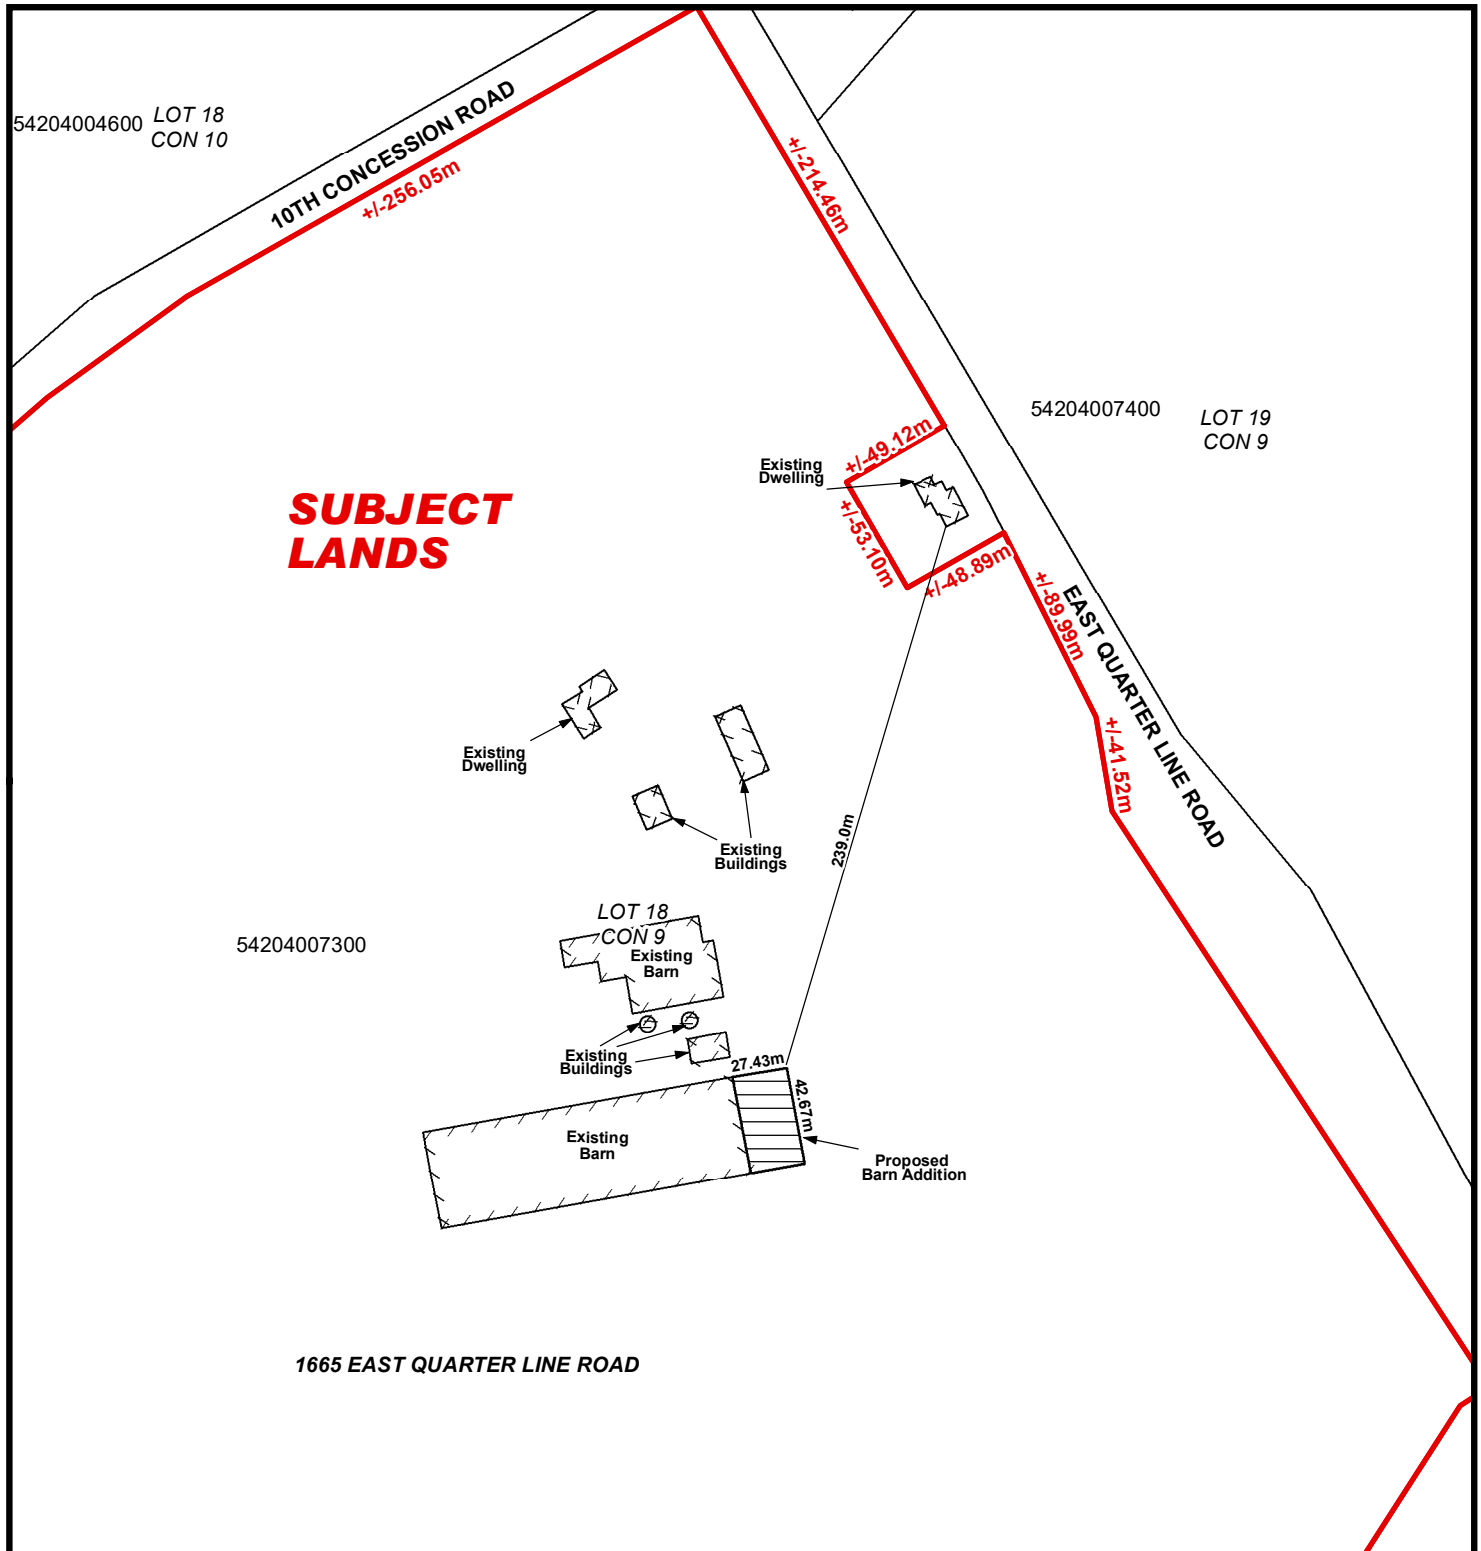 54204004600
LOT 18
CON 10
10TH CONCESSION ROAD
+/-256.05m
+/-214.46m
54204007400
LOT 19
CON 9
+/-49.12m
Existing
Dwelling
+/-53.10m
+/-48.89m
SUBJECT
LANDS
+/-89.99m
EAST QUARTER LINE ROAD
+/-41.52m
Existing
Dwelling
Existing
Buildings
239.0m
LOT 18
CON 9
54204007300
Existing
Barn
Existing
Buildings
27.43m
42.67m
Existing
Barn
Proposed
Barn Addition
1665 EAST QUARTER LINE ROAD